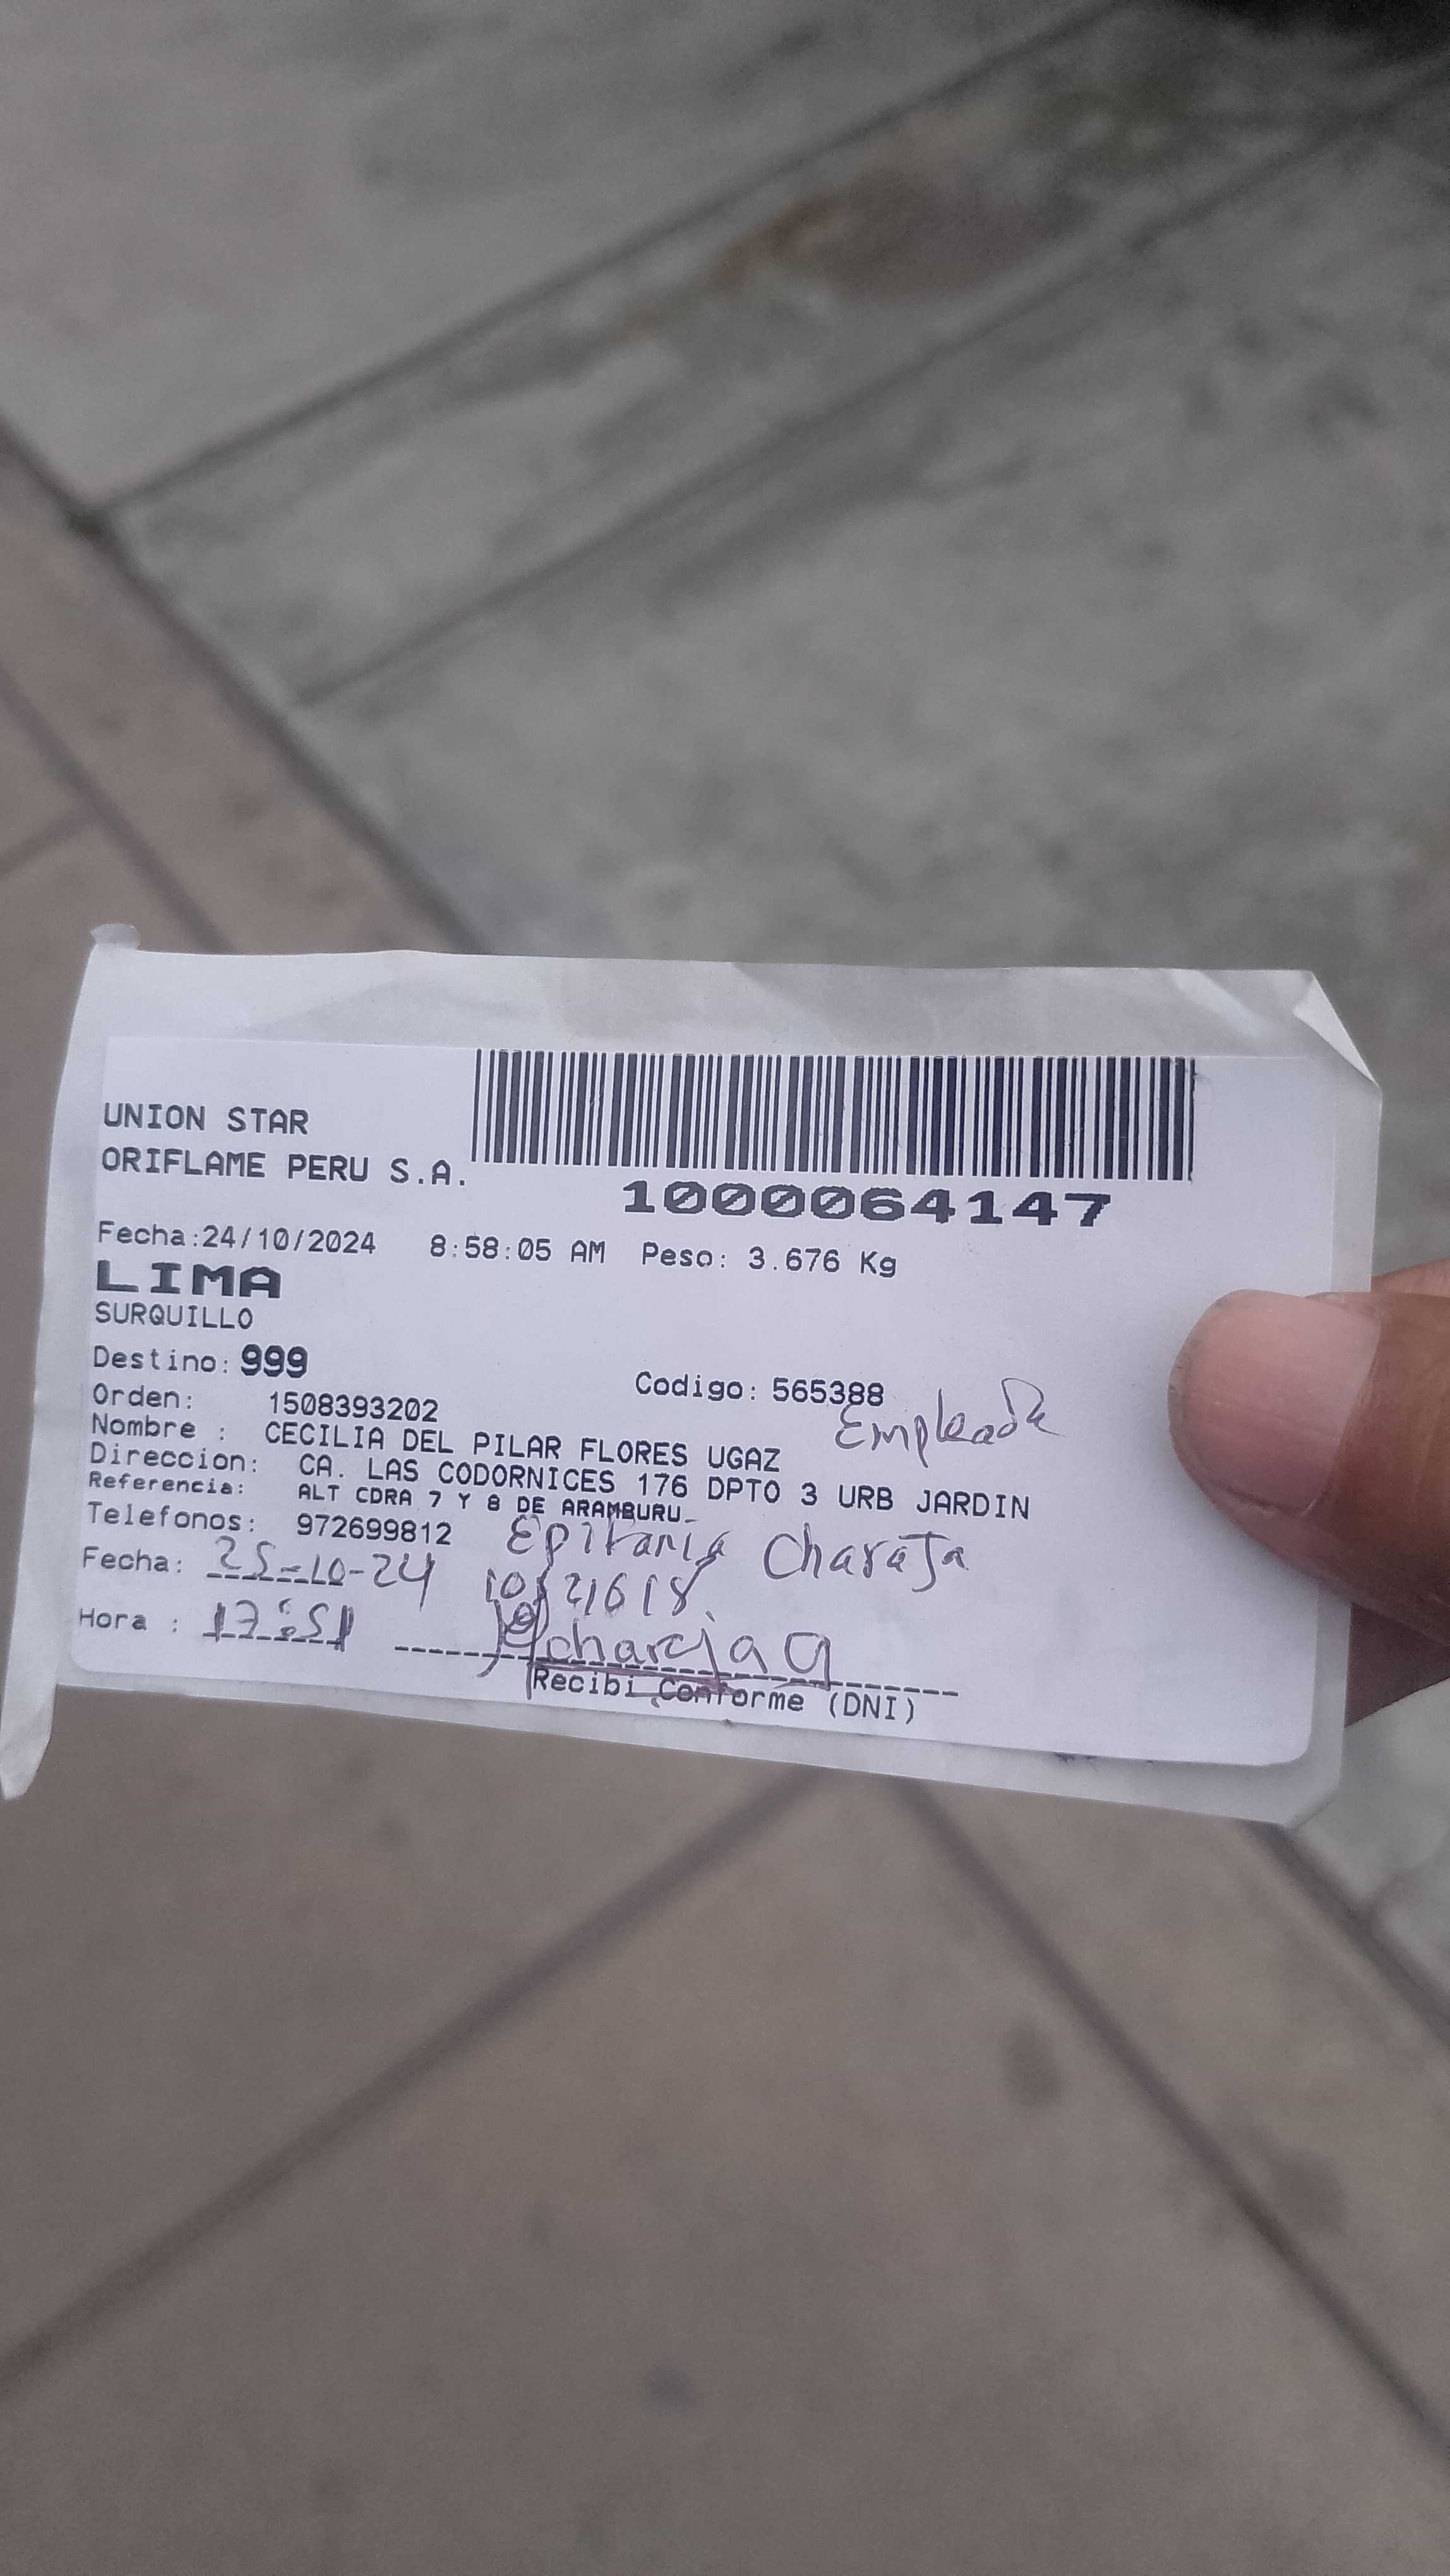 UNION STAR
ORIFLAME PERU S.A.
1000064147
Fecha:24/10/2024 8:58:05 AM Peso: 3.676 Kg
LIMA
SURQUILLO
Destino: 999
Codigo: 565388
Orden: 1508393202
Empleada
Nombre : CECILIA DEL PILAR FLORES UGAZ
Direccion: CA. LAS CODORNICES 176 DPTO 3 URB JARDIN
Referencia: ALT CDRA 7 Y 8 DE ARAMBURU
Telefonos: 972699812
Epifania Charaja
Fecha: 25-10-24
Hora :
Recibi Conforme (DNI)